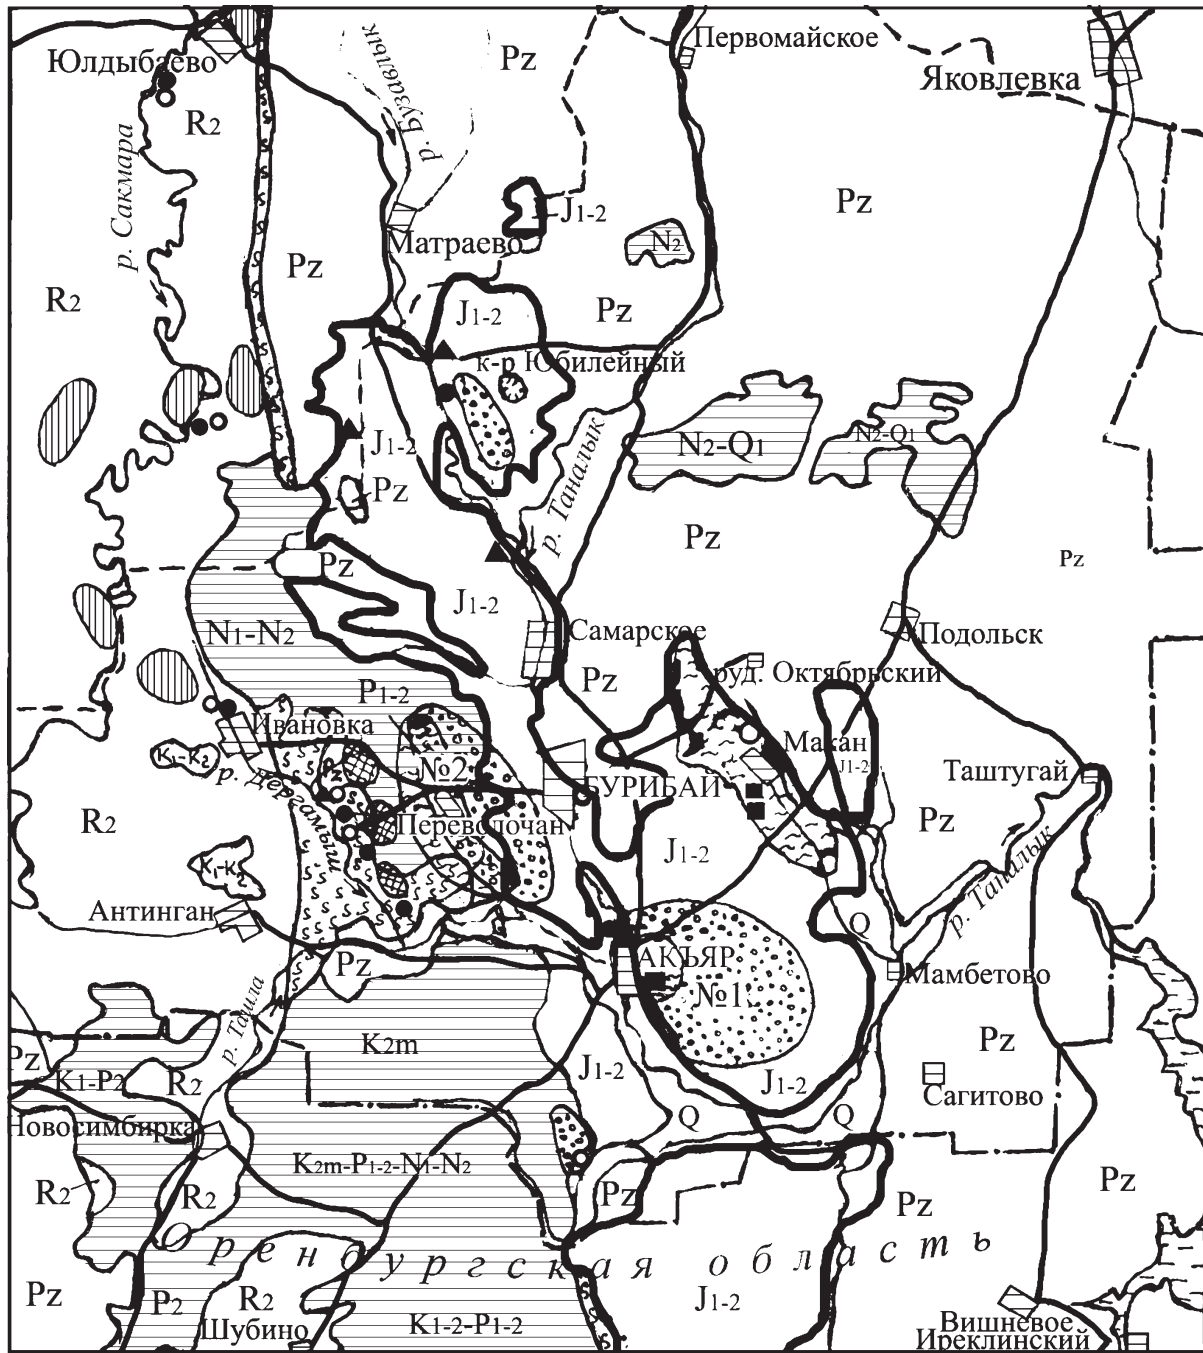 Первомайское
Pz
Юлдыбаево
Яковлевка
р. Бузавлык
R2
р. Сакмара
Pz
J1-2
Матраево
N2
Pz
R2
J1-2
Pz
к-р Юбилейный
J1-2
N2-Q1
N2-Q1
Pz
р. Таналык
Pz
Pz
Pz
J1-2
N1-N2
Самарское
Подольск
P1-2
Pz
руд. Октябрьский
Ивановка
Макан
K1-K2
р. Дергамыш
Pz
№2
J1-2
Таштугай
БУРИБАЙ
R2
Переволочан
Pz
J1-2
K1-K2
р. Таналык
Антинган
Q
Pz
АКЪЯР
Мамбетово
№1
р. Ташла
K2m
Pz
Pz
J1-2
K1-P2
R2
J1-2
Сагитово
Q
Q
Новосимбирка
K2m-P1-2-N1-N2
R2
R2
Pz
Pz
Pz
Оренбургская область
Pz
P2
R2
J1-2
Шубино
K1-2-P1-2
Вишневое
Иреклинский